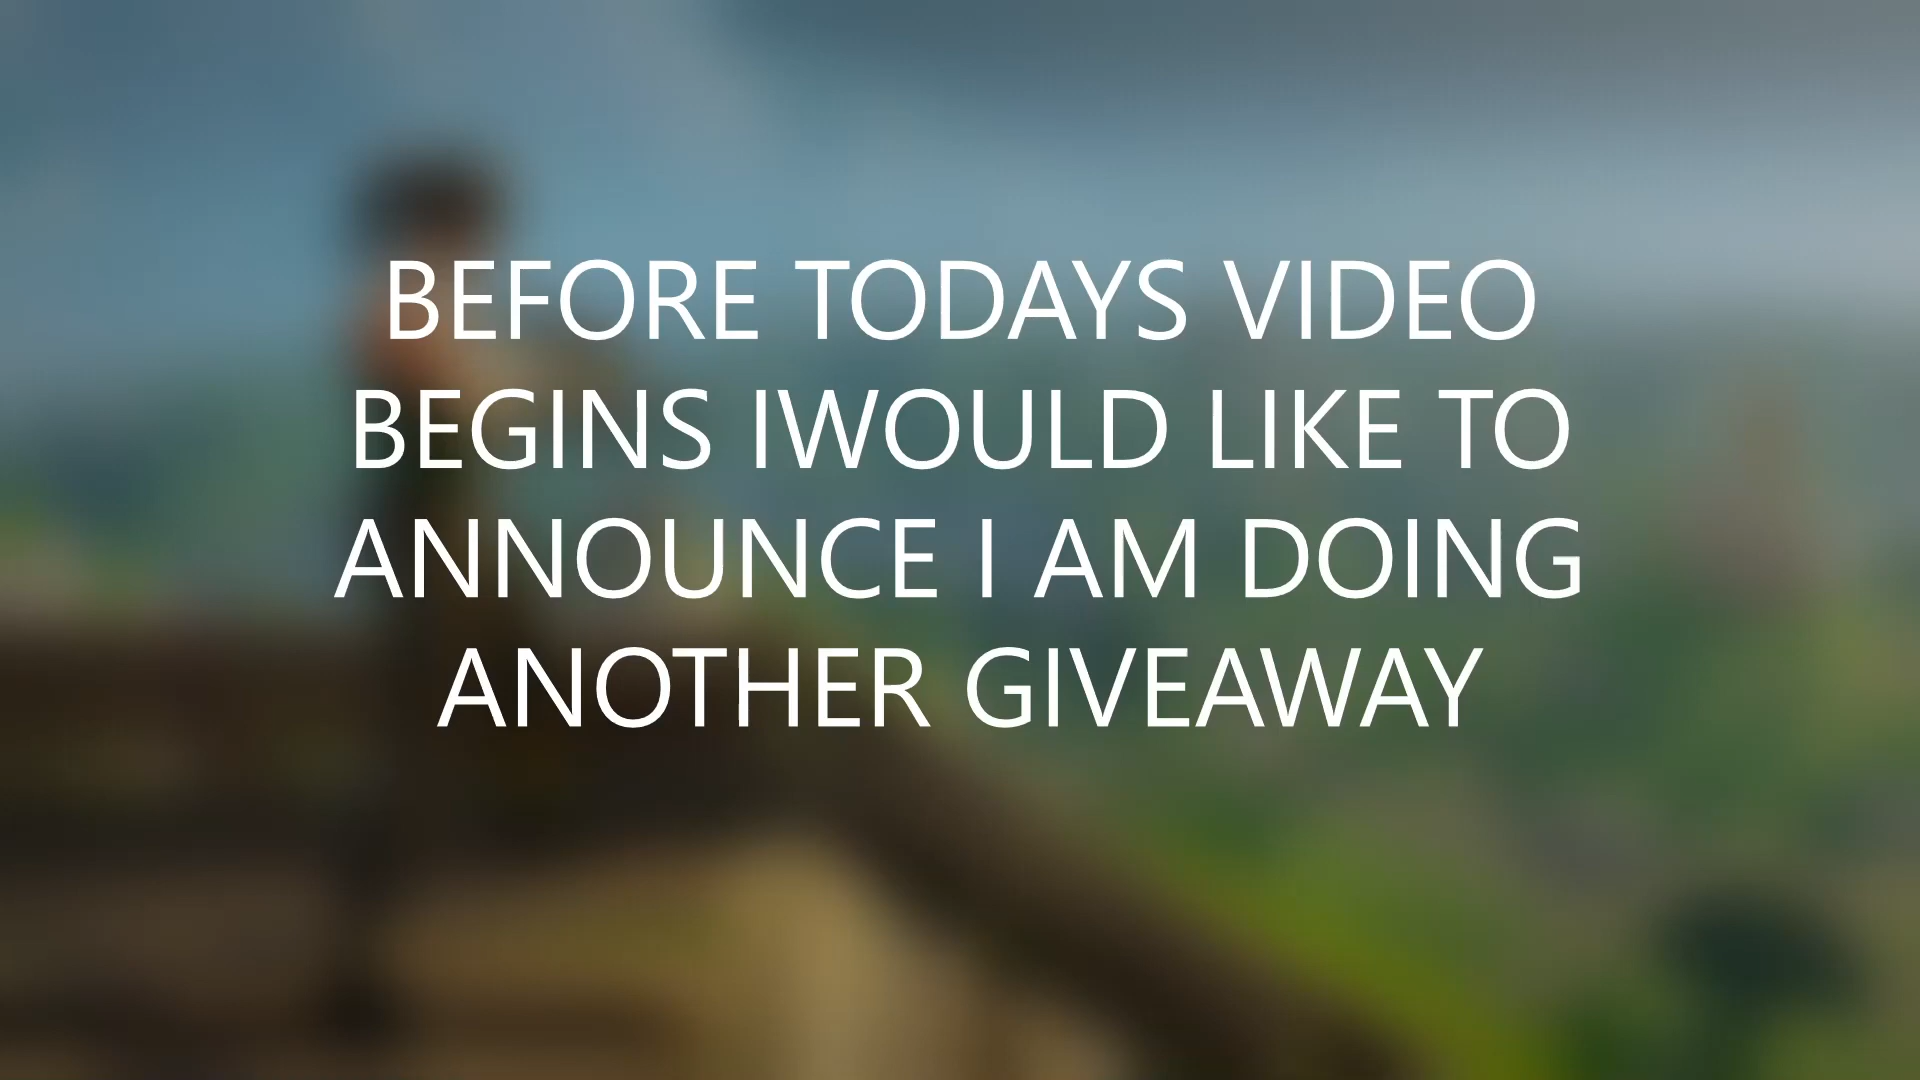 BEFORE TODAYS VIDEO
BEGINS IWOULD LIKE TO
ANNOUNCE I AM DOING
ANOTHER GIVEAWAY